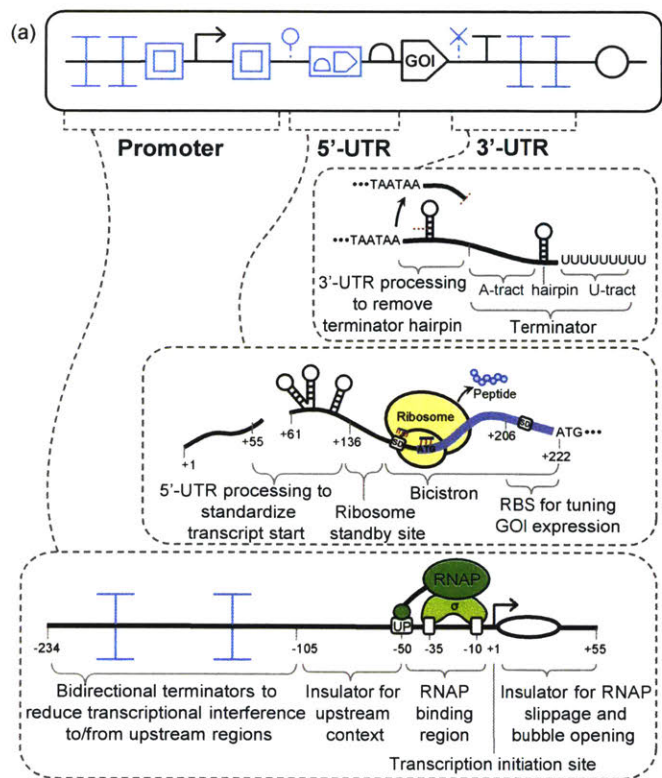 (a)
GOI
Promoter
5'-UTR
3'-UTR
•••TAATAA
•••TAATAA
UUUUUUUUU
3'-UTR processing
to remove
terminator hairpin
A-tract
hairpin
U-tract
Terminator
Peptide
Ribosome
SD
ATG
SD
ATG•••
+1
+55
+61
+136
+206
+222
5'-UTR processing to
standardize
transcript start
Ribosome
standby site
Bicistron
RBS for tuning
GOI expression
RNAP
σ
UP
-234
-105
-50
-35
-10
+1
+55
Bidirectional terminators to
reduce transcriptional interference
to/from upstream regions
Insulator for
upstream
context
RNAP
binding
region
Insulator for RNAP
slippage and
bubble opening
Transcription initiation site